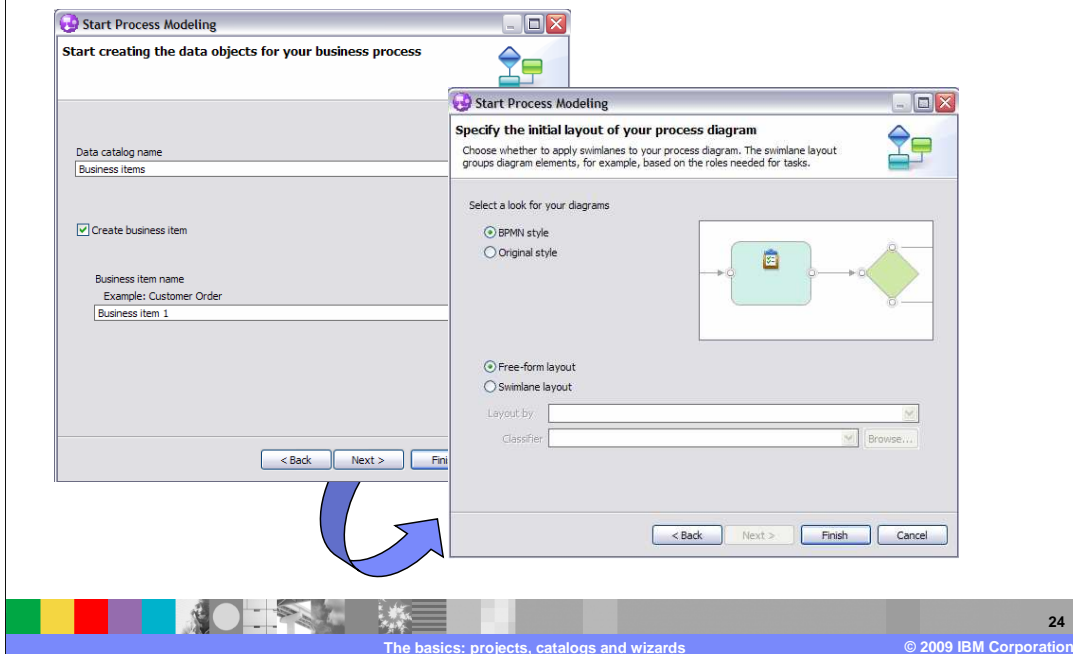 Start Process Modeling
Start creating the data objects for your business process
Data catalog name
Business items
Create business item
Business item name
Example: Customer Order
Business item 1
< Back
Next >
Start Process Modeling
Specify the initial layout of your process diagram
Choose whether to apply swimlanes to your process diagram. The swimlane layout
groups diagram elements, for example, based on the roles needed for tasks.
Select a look for your diagrams
BPMN style
Original style
Free-form layout
Swimlane layout
Layout by
Classifier
Browse...
< Back
Next >
Finish
Cancel
24
The basics: projects, catalogs and wizards
© 2009 IBM Corporation